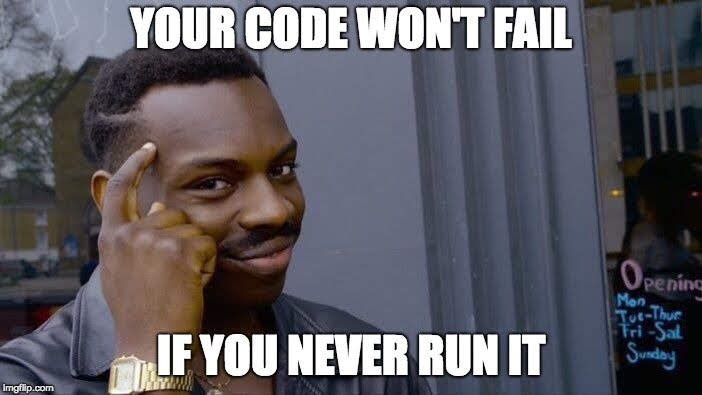 YOUR CODE WON'T FAIL
Opening
Mon
Tue-Thur
Fri-Sat
Sunday
IF YOU NEVER RUN IT
imgflip.com